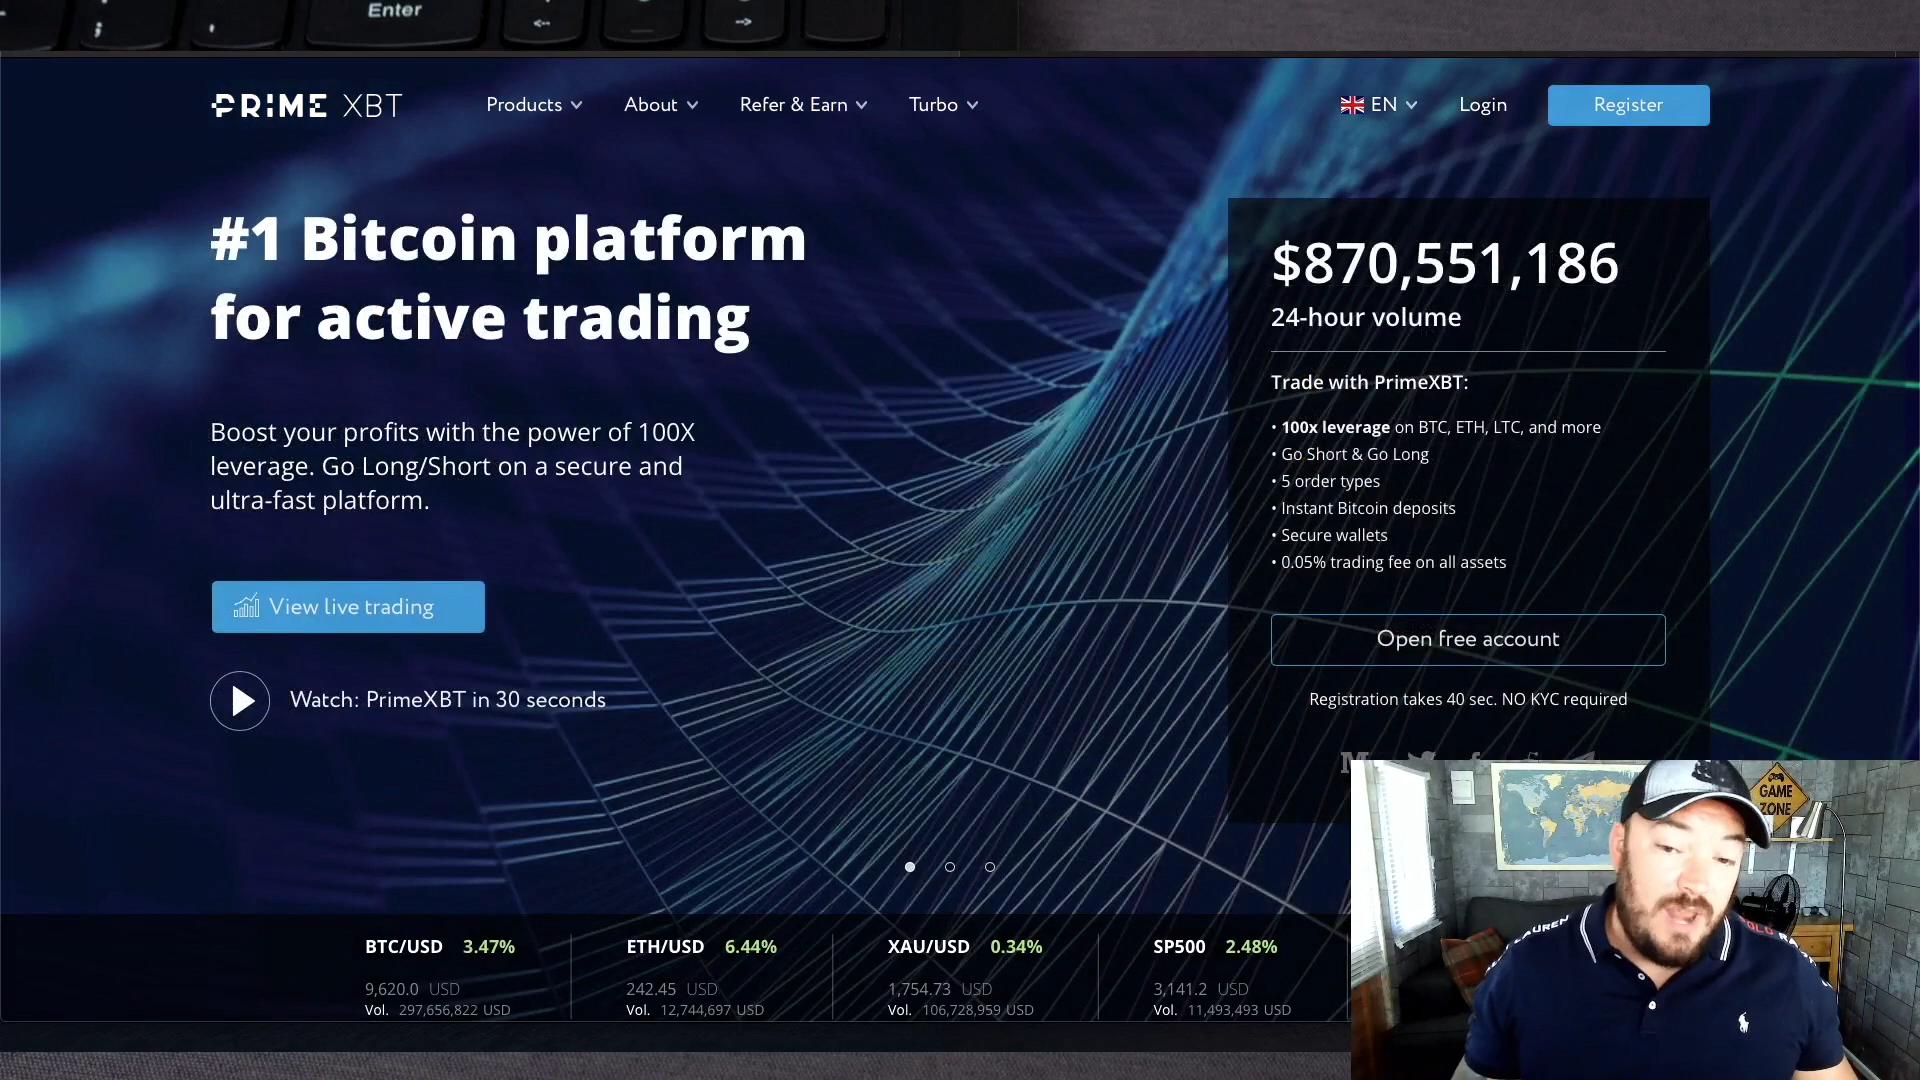 Enter
PRIME XBT
Products
About
Refer & Earn
Turbo
EN
Login
Register
#1 Bitcoin platform
for active trading
Boost your profits with the power of 100X
leverage. Go Long/Short on a secure and
ultra-fast platform.
View live trading
Watch: PrimeXBT in 30 seconds
$870,551,186
24-hour volume
Trade with PrimeXBT:
• 100x leverage on BTC, ETH, LTC, and more
• Go Short & Go Long
• 5 order types
• Instant Bitcoin deposits
• Secure wallets
• 0.05% trading fee on all assets
Open free account
Registration takes 40 sec. NO KYC required
BTC/USD 3.47%
9,620.0 USD
Vol. 297,656,822 USD
ETH/USD 6.44%
242.45 USD
Vol. 12,744,697 USD
XAU/USD 0.34%
1,754.73 USD
Vol. 106,728,959 USD
SP500 2.48%
3,141.2 USD
Vol. 11,493,493 USD
GAME
ZONE
LAUREN